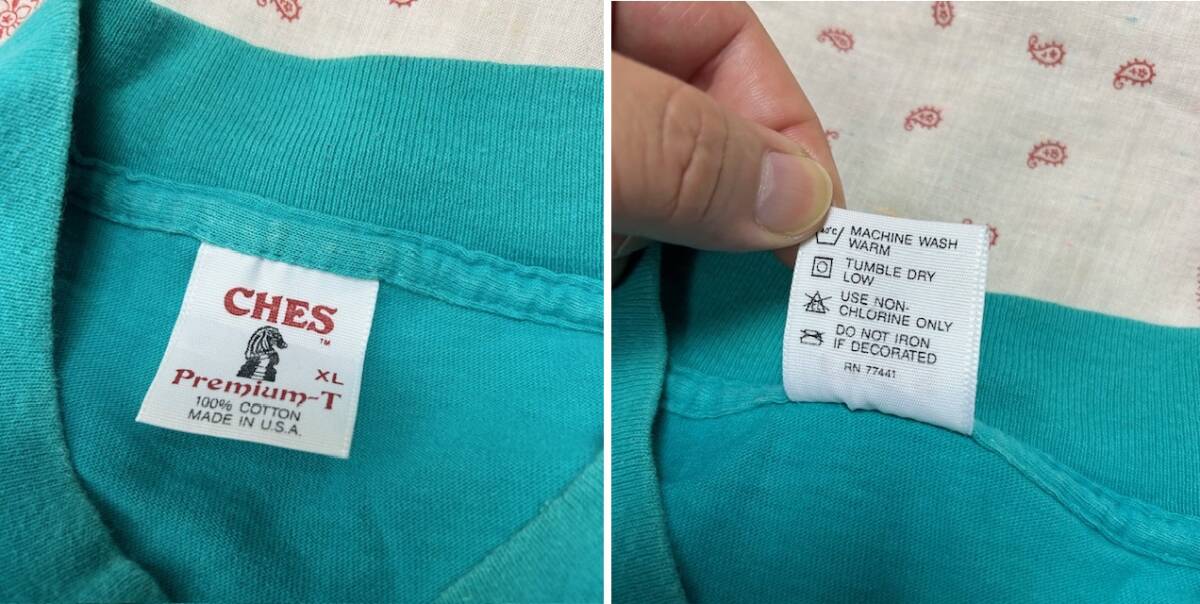 CHES
TM
XL
Premium-T
100% COTTON
MADE IN U.S.A.
MACHINE WASH
WARM
TUMBLE DRY
LOW
USE NON-
CHLORINE ONLY
DO NOT IRON
IF DECORATED
RN 77441